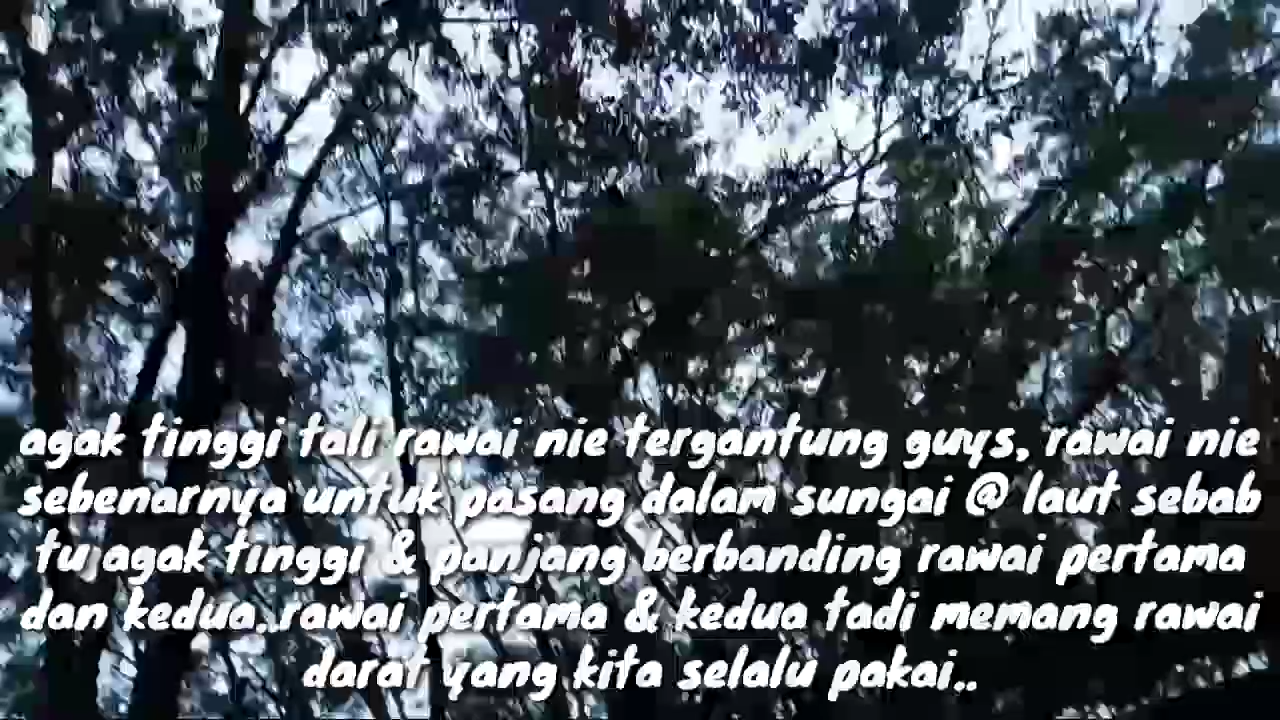 agak tinggi tali rawai nie tergantung guys, rawai nie
sebenarnya untuk pasang dalam sungai @ laut sebab
tu agak tinggi & panjang berbanding rawai pertama
dan kedua..rawai pertama & kedua tadi memang rawai
darat yang kita selalu pakai..